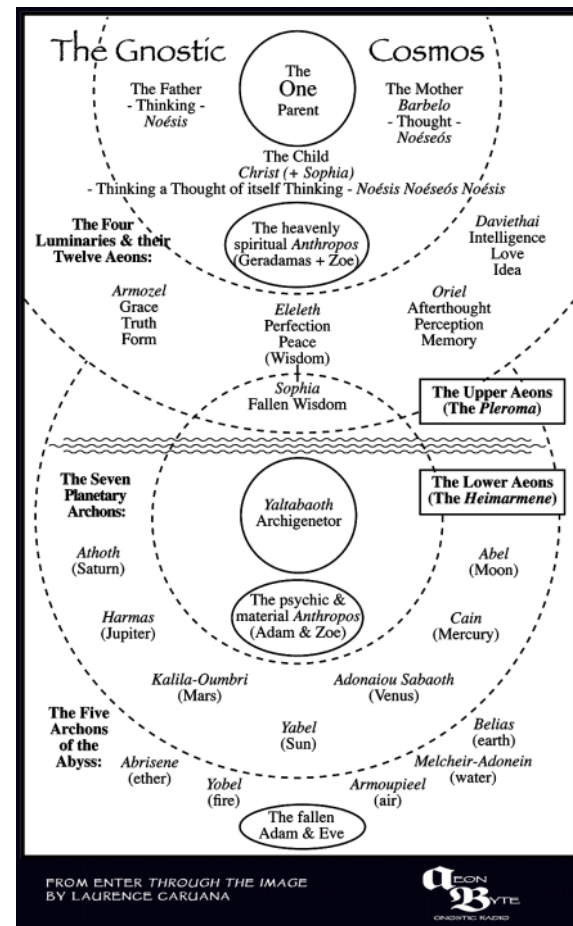 The Gnostic Cosmos
The
One
Parent
The Father
- Thinking -
Noésis
The Mother
Barbelo
- Thought -
Noéseós
The Child
Christ (+ Sophia)
- Thinking a Thought of itself Thinking - Noésis Noéseós Noésis
The Four
Luminaries & their
Twelve Aeons:
The heavenly
spiritual Anthropos
(Geradamas + Zoe)
Daviethai
Intelligence
Love
Idea
Armozel
Grace
Truth
Form
Eleleth
Perfection
Peace
(Wisdom)
Oriel
Afterthought
Perception
Memory
Sophia
Fallen Wisdom
The Upper Aeons
(The Pleroma)
The Seven
Planetary
Archons:
Yaltabaoth
Archigenetor
The Lower Aeons
(The Heimarmene)
Athoth
(Saturn)
Abel
(Moon)
The psychic &
material Anthropos
(Adam & Zoe)
Harmas
(Jupiter)
Cain
(Mercury)
Kalila-Oumbri
(Mars)
Adonaiou Sabaoth
(Venus)
Yabel
(Sun)
The Five
Archons
of the
Abyss:
Abrisene
(ether)
Yobel
(fire)
Armoupieel
(air)
Melcheir-Adonein
(water)
Belias
(earth)
The fallen
Adam & Eve
FROM ENTER THROUGH THE IMAGE
BY LAURENCE CARUANA
AEON
BYTE
GNOSTIC RADIO